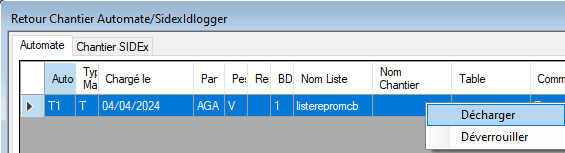 Retour Chantier Automate/SidexIdlogger
Automate Chantier SIDEx
Auto Typ Ma Chargé le Par Pes Re BD Nom Liste Nom Chantier Table Comm
T1 T 04/04/2024 AGA V 1 listerepromcb
Décharger
Déverrouiller